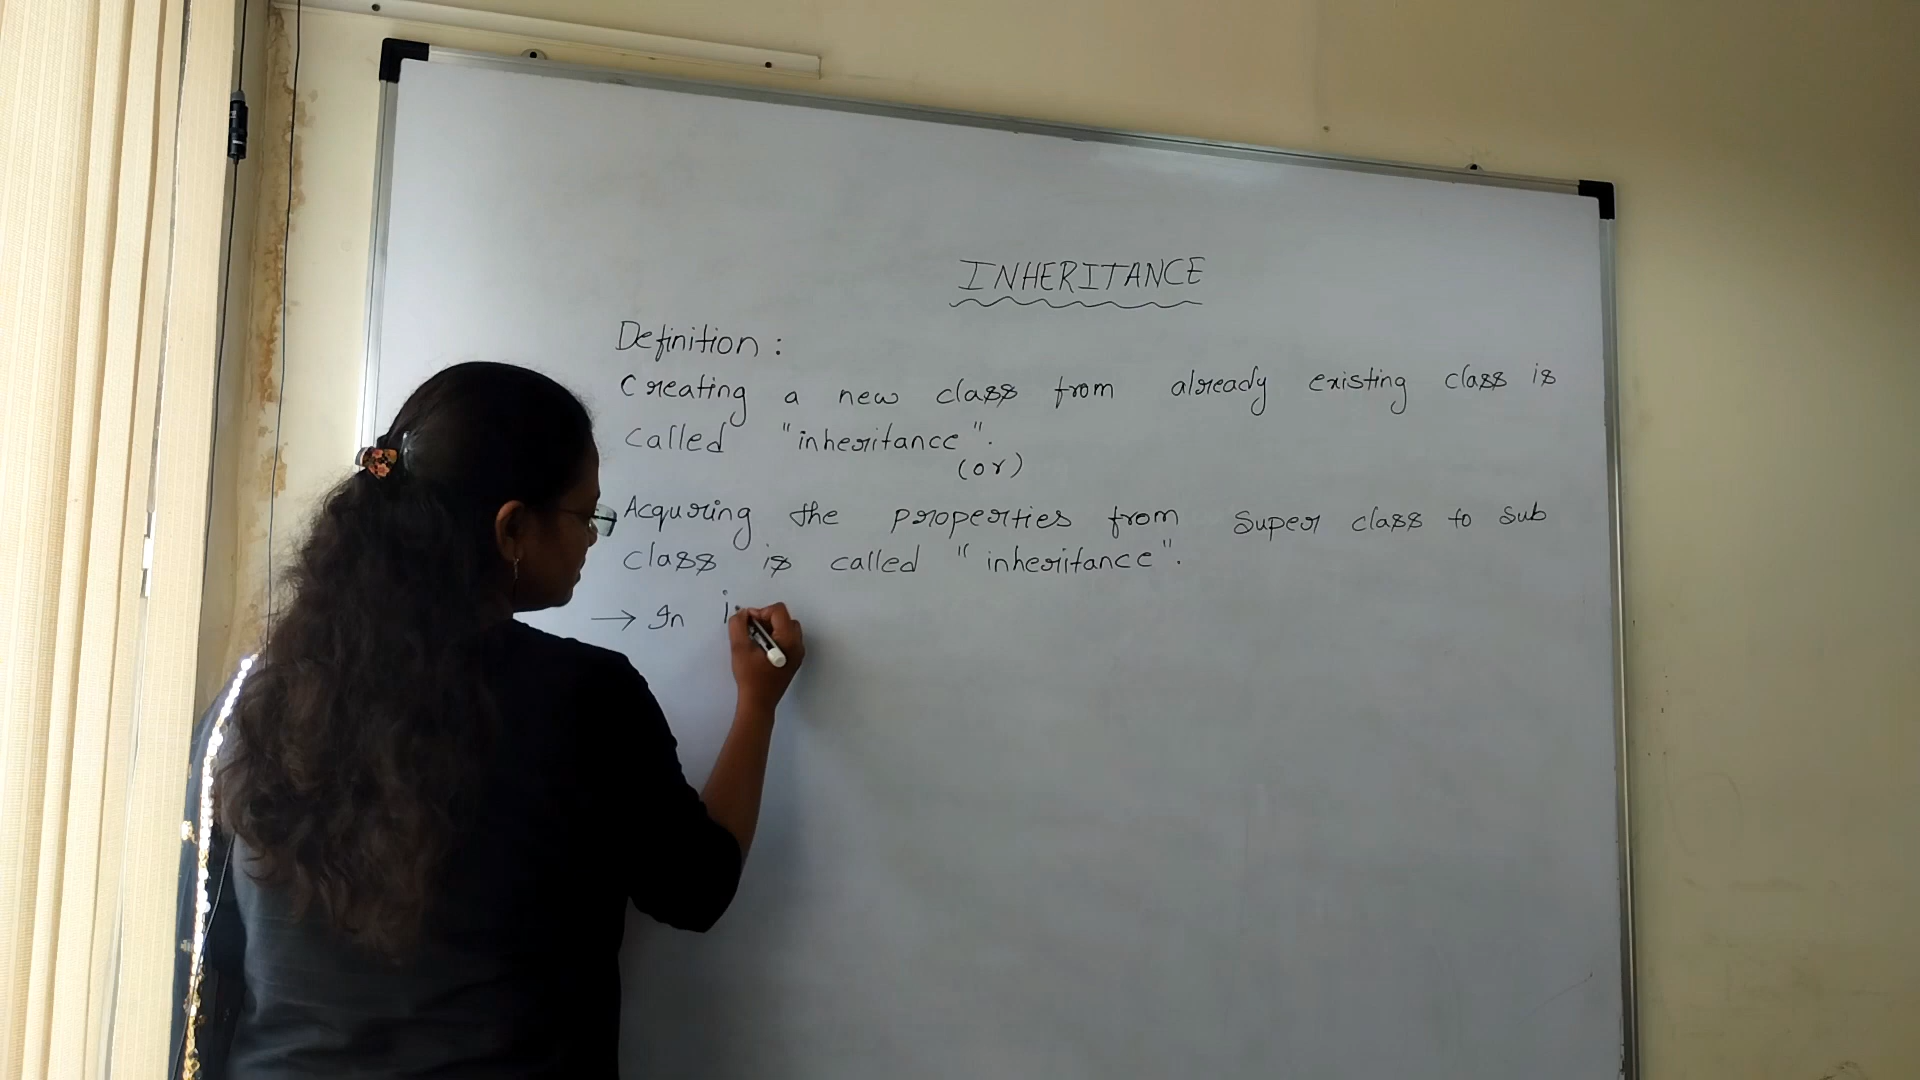 INHERITANCE
Definition :
Creating a new class from already existing class is
called "inheritance".
(or)
Acquring the properties from super class to sub
class is called "inheritance".
→ In i